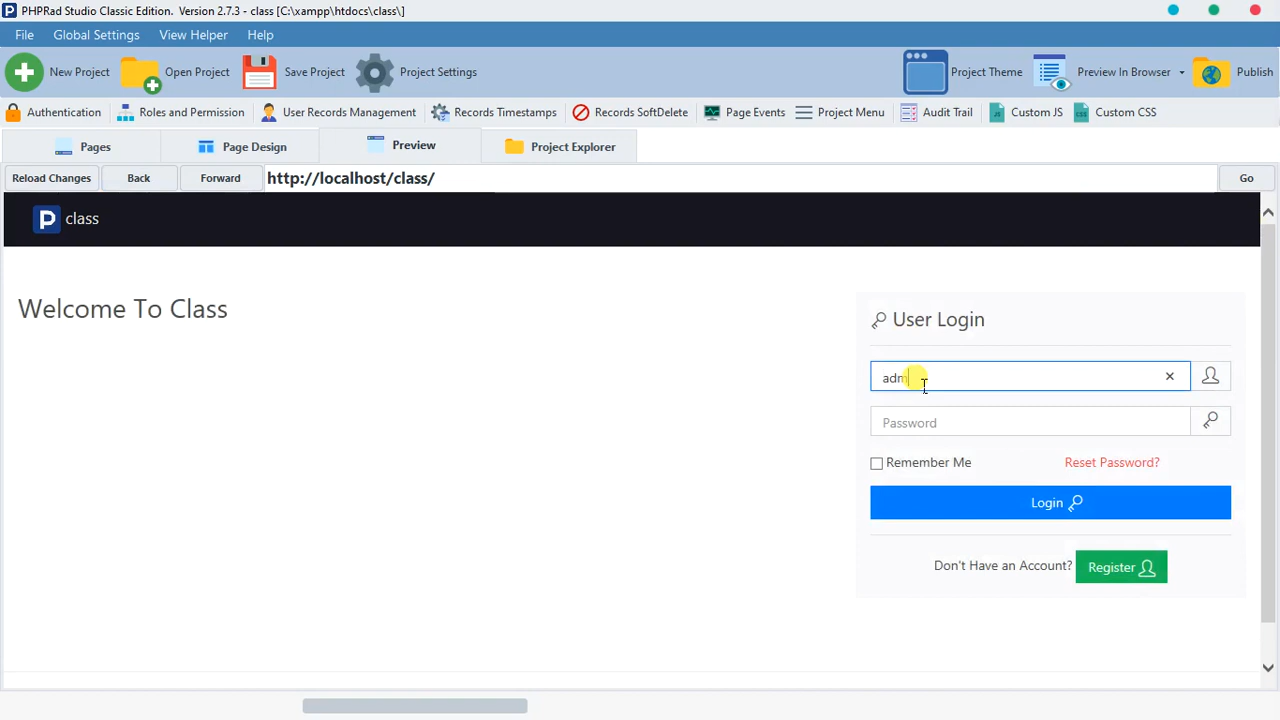 PHPRad Studio Classic Edition. Version 2.7.3 - class [C:\xampp\htdocs\class\]
File Global Settings View Helper Help
New Project Open Project Save Project Project Settings Project Theme Preview In Browser Publish
Authentication Roles and Permission User Records Management Records Timestamps Records SoftDelete Page Events Project Menu Audit Trail Custom JS Custom CSS
Pages Page Design Preview Project Explorer
Reload Changes Back Forward http://localhost/class/ Go
P class
Welcome To Class
User Login
adm
Password
Remember Me Reset Password?
Login
Don't Have an Account? Register